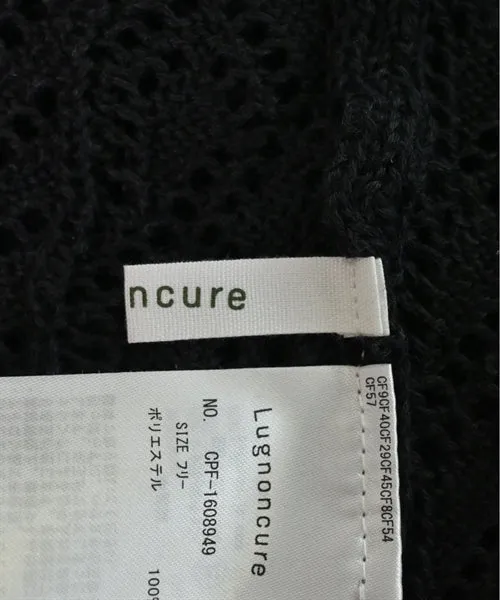 ncure
CF9CF40CF29CF45CF8CF54
CF57
Lugnoncure
NO. CPF-1608949
SIZE フリー
ポリエステル 100%